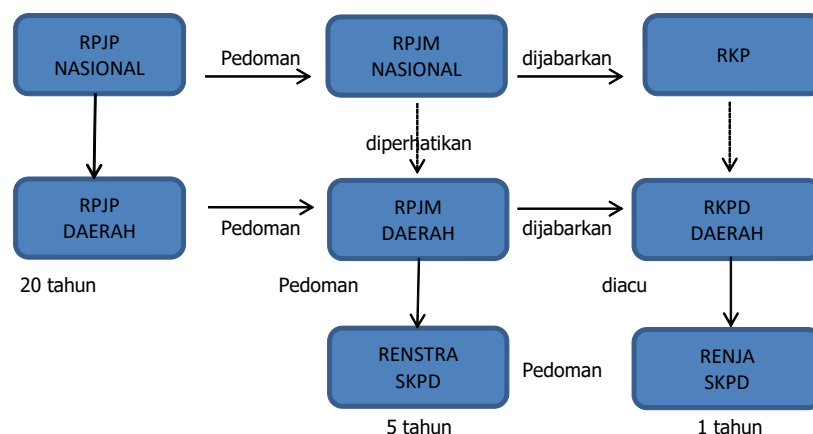 RPJP
NASIONAL
Pedoman
RPJM
NASIONAL
dijabarkan
RKP
diperhatikan
RPJP
DAERAH
Pedoman
RPJM
DAERAH
dijabarkan
RKPD
DAERAH
20 tahun
Pedoman
diacu
RENSTRA
SKPD
Pedoman
RENJA
SKPD
5 tahun
1 tahun